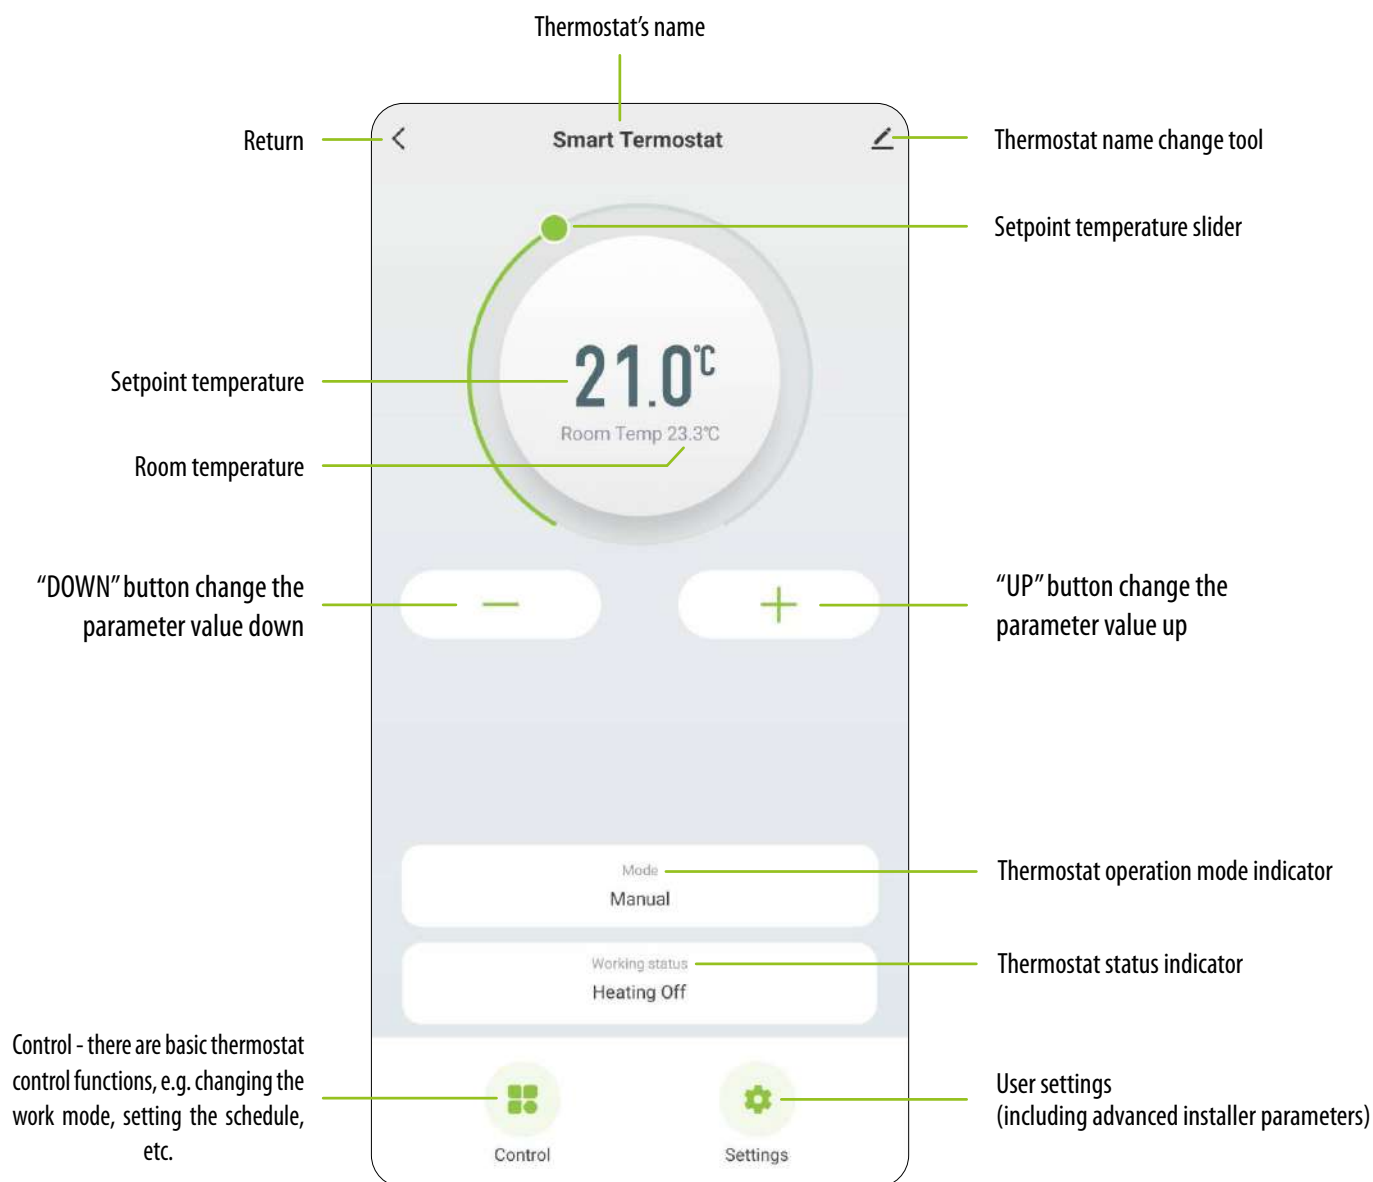 Thermostat's name
Return
Smart Termostat
Thermostat name change tool
Setpoint temperature slider
21.0°C
Setpoint temperature
Room Temp 23.3°C
Room temperature
“DOWN” button change the
parameter value down
“UP” button change the
parameter value up
Mode
Manual
Thermostat operation mode indicator
Working status
Heating Off
Thermostat status indicator
Control - there are basic thermostat
control functions, e.g. changing the
work mode, setting the schedule,
etc.
Control
Settings
User settings
(including advanced installer parameters)